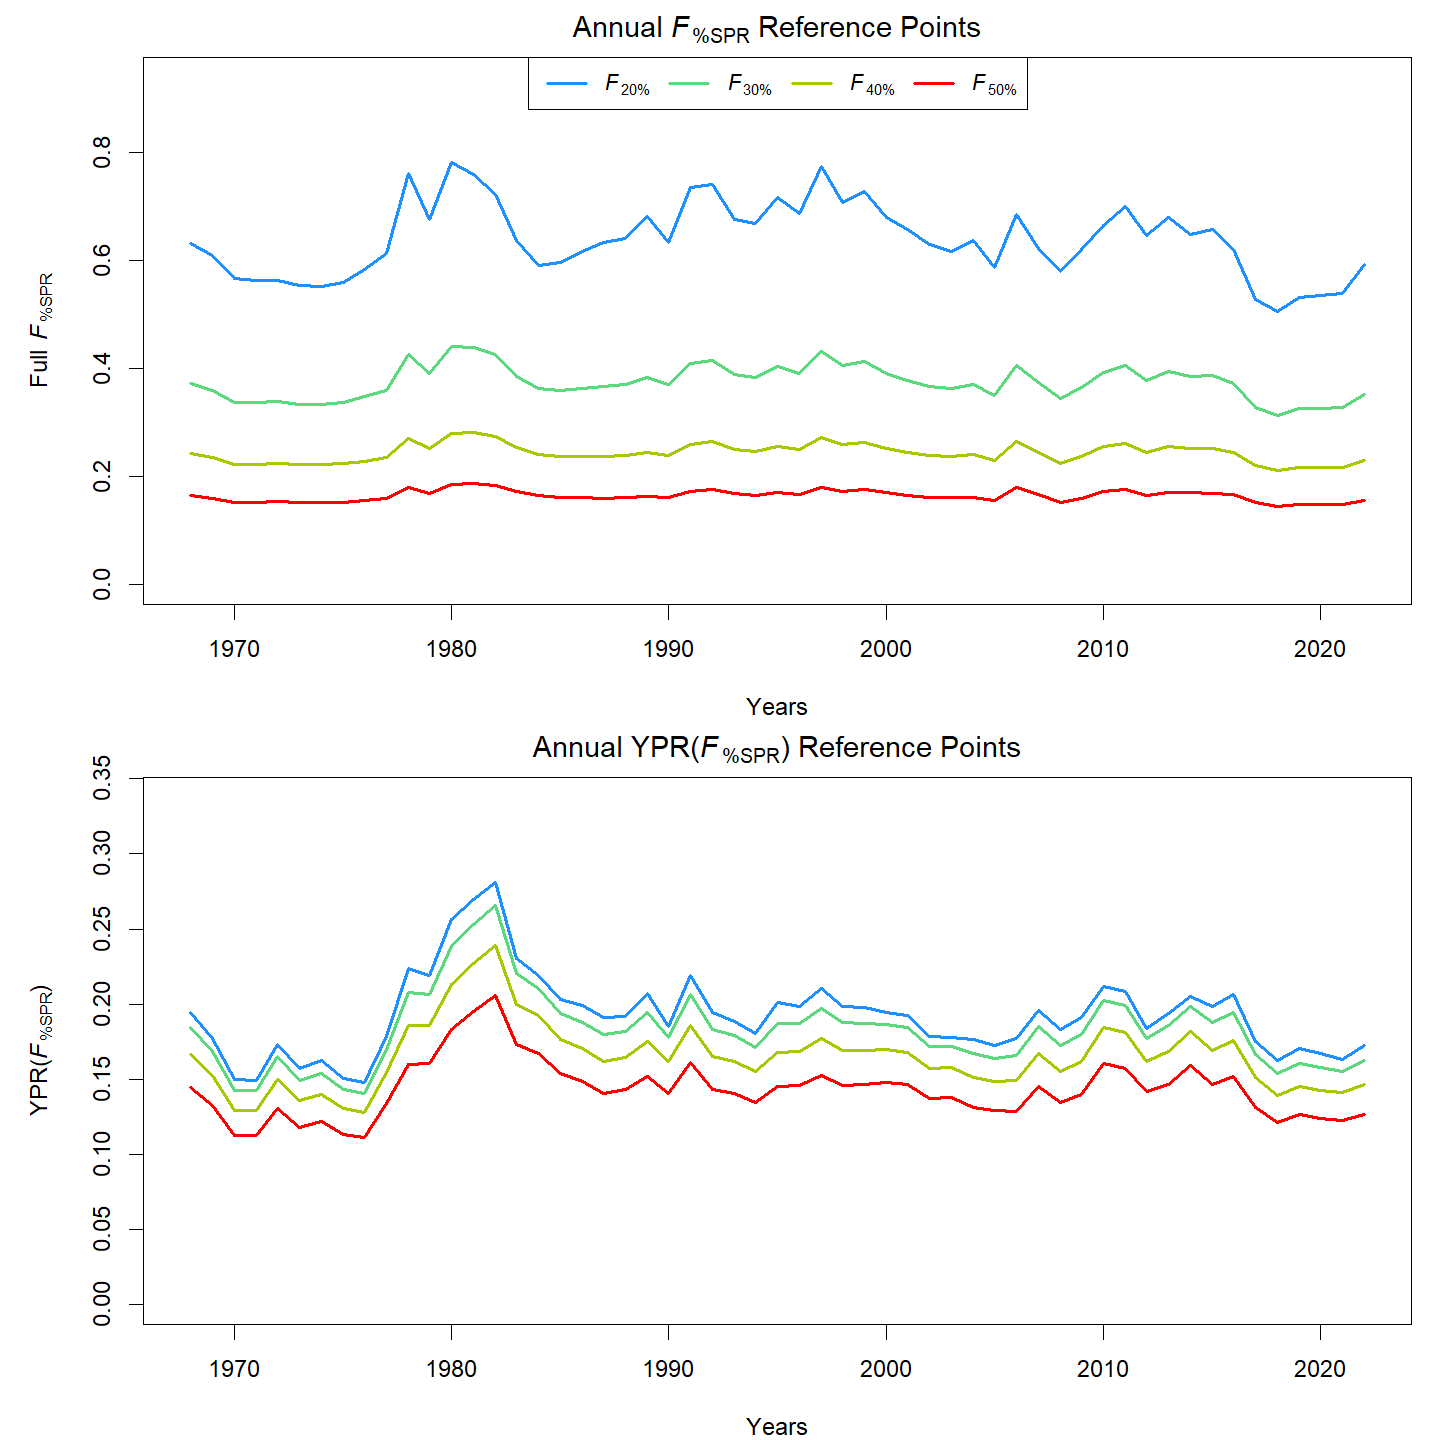 Annual F%SPR Reference Points
F20% F30% F40% F50%
Full F%SPR
0.8
0.6
0.4
0.2
0.0
1970 1980 1990 2000 2010 2020
Years
Annual YPR(F%SPR) Reference Points
YPR(F%SPR)
0.35
0.30
0.25
0.20
0.15
0.10
0.05
0.00
1970 1980 1990 2000 2010 2020
Years